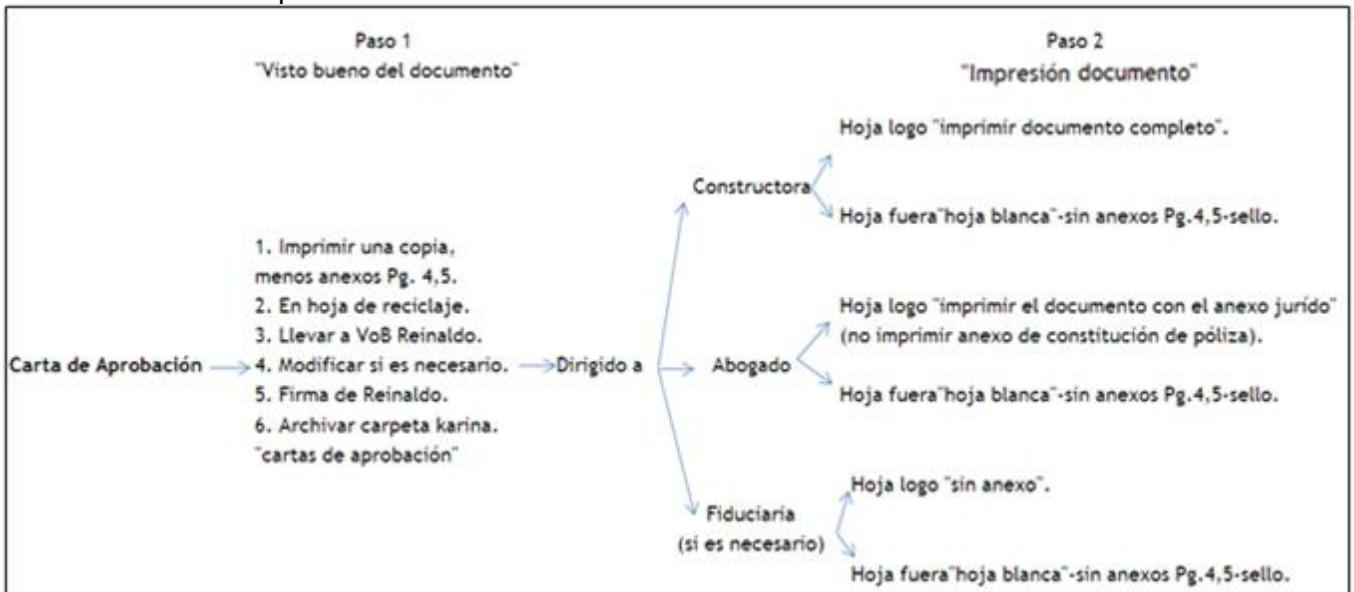 Paso 1
"Visto bueno del documento"
Paso 2
"Impresión documento"
Carta de Aprobación
1. Imprimir una copia,
menos anexos Pg. 4,5.
2. En hoja de reciclaje.
3. Llevar a VoB Reinaldo.
4. Modificar si es necesario.
5. Firma de Reinaldo.
6. Archivar carpeta karina.
"cartas de aprobación"
Dirigido a
Constructora
Hoja logo "imprimir documento completo".
Hoja fuera"hoja blanca"-sin anexos Pg.4,5-sello.
Abogado
Hoja logo "imprimir el documento con el anexo jurído"
(no imprimir anexo de constitución de póliza).
Hoja fuera"hoja blanca"-sin anexos Pg.4,5-sello.
Fiduciaria
(si es necesario)
Hoja logo "sin anexo".
Hoja fuera"hoja blanca"-sin anexos Pg.4,5-sello.